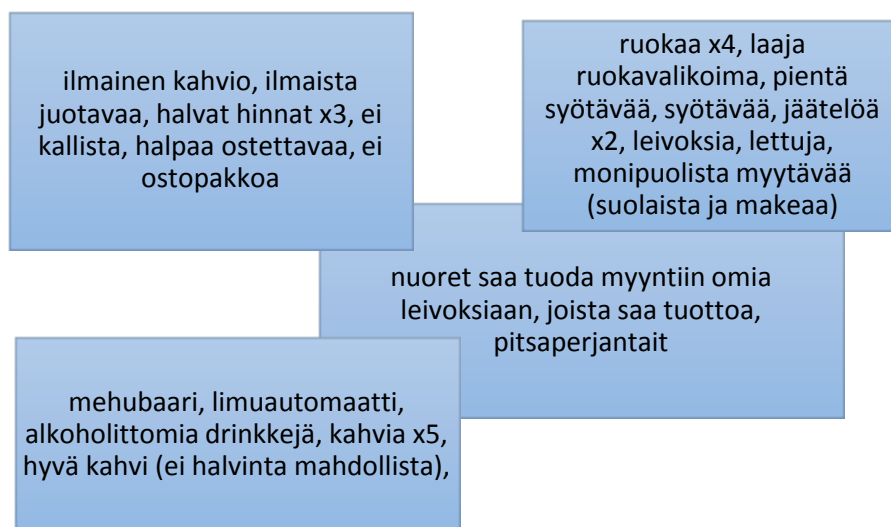 ilmainen kahvio, ilmaista
juotavaa, halvat hinnat x3, ei
kallista, halpaa ostettavaa, ei
ostopakkoa
ruokaa x4, laaja
ruokavalikoima, pientä
syötävää, syötävää, jäätelöä
x2, leivoksia, lettuja,
monipuolista myytävää
(suolaista ja makeaa)
nuoret saa tuoda myyntiin omia
leivoksiaan, joista saa tuottoa,
pitsaperjantait
mehubaari, limuautomaatti,
alkoholittomia drinkkejä, kahvia x5,
hyvä kahvi (ei halvinta mahdollista),